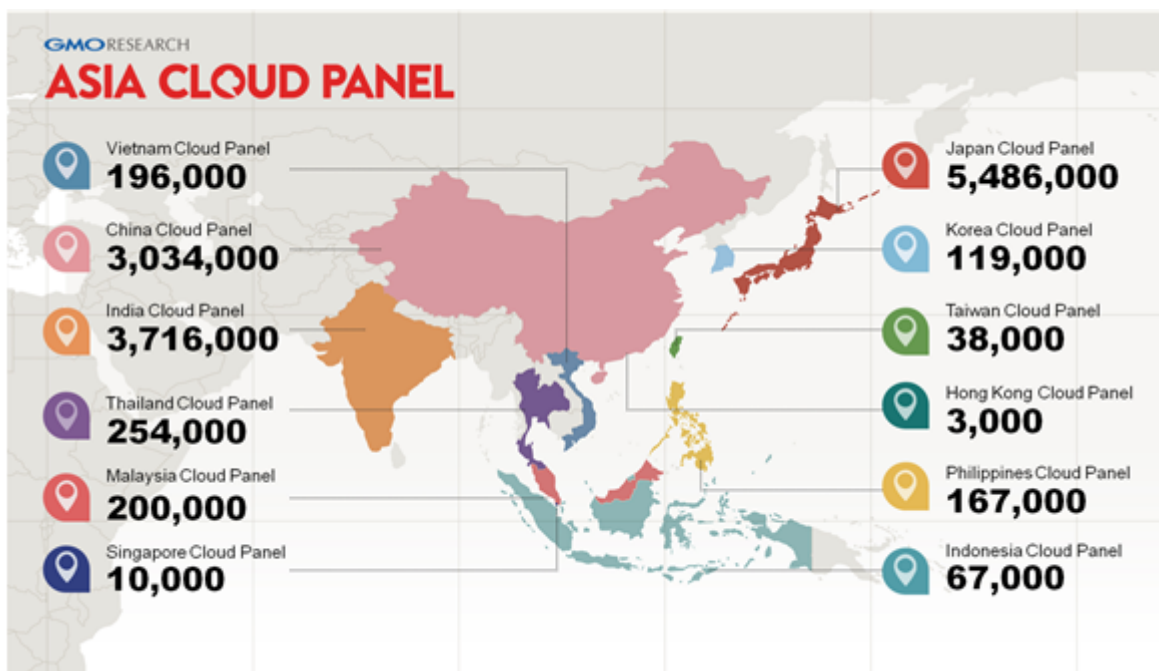 GMO RESEARCH
ASIA CLOUD PANEL
Vietnam Cloud Panel
196,000
China Cloud Panel
3,034,000
India Cloud Panel
3,716,000
Thailand Cloud Panel
254,000
Malaysia Cloud Panel
200,000
Singapore Cloud Panel
10,000
Japan Cloud Panel
5,486,000
Korea Cloud Panel
119,000
Taiwan Cloud Panel
38,000
Hong Kong Cloud Panel
3,000
Philippines Cloud Panel
167,000
Indonesia Cloud Panel
67,000